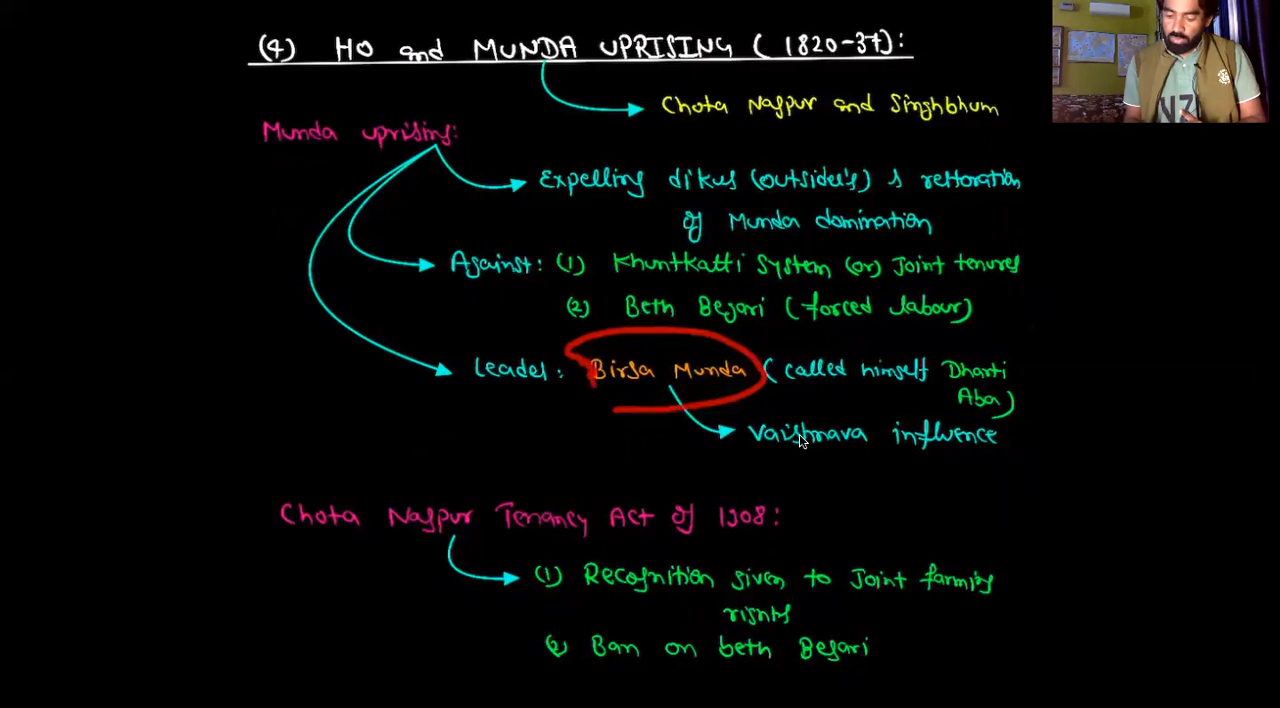 (4) HO and MUNDA UPRISING (1820-37):
Chota Nagpur and Singhbhum
Munda uprising:
Expelling dikus (outsider's) & restoration
of Munda domination
Against: (1) Khuntkatti System (or) Joint tenures
(2) Beth Begari (forced labour)
Leader: Birsa Munda (called himself Dharti
Aba)
Vaishnava influence
Chota Nagpur Tenancy Act of 1908:
(1) Recognition given to Joint farming
rights
(2) Ban on beth Begari